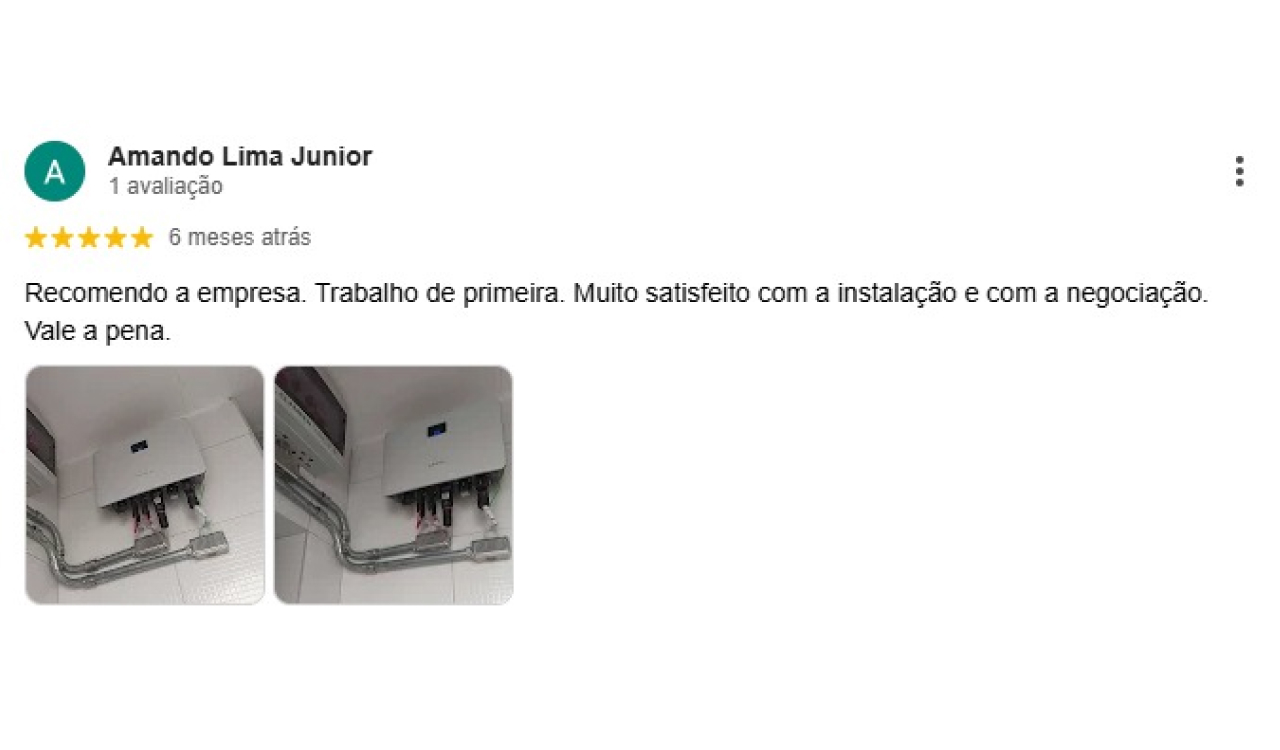 A
Amando Lima Junior
1 avaliação
6 meses atrás
Recomendo a empresa. Trabalho de primeira. Muito satisfeito com a instalação e com a negociação.
Vale a pena.